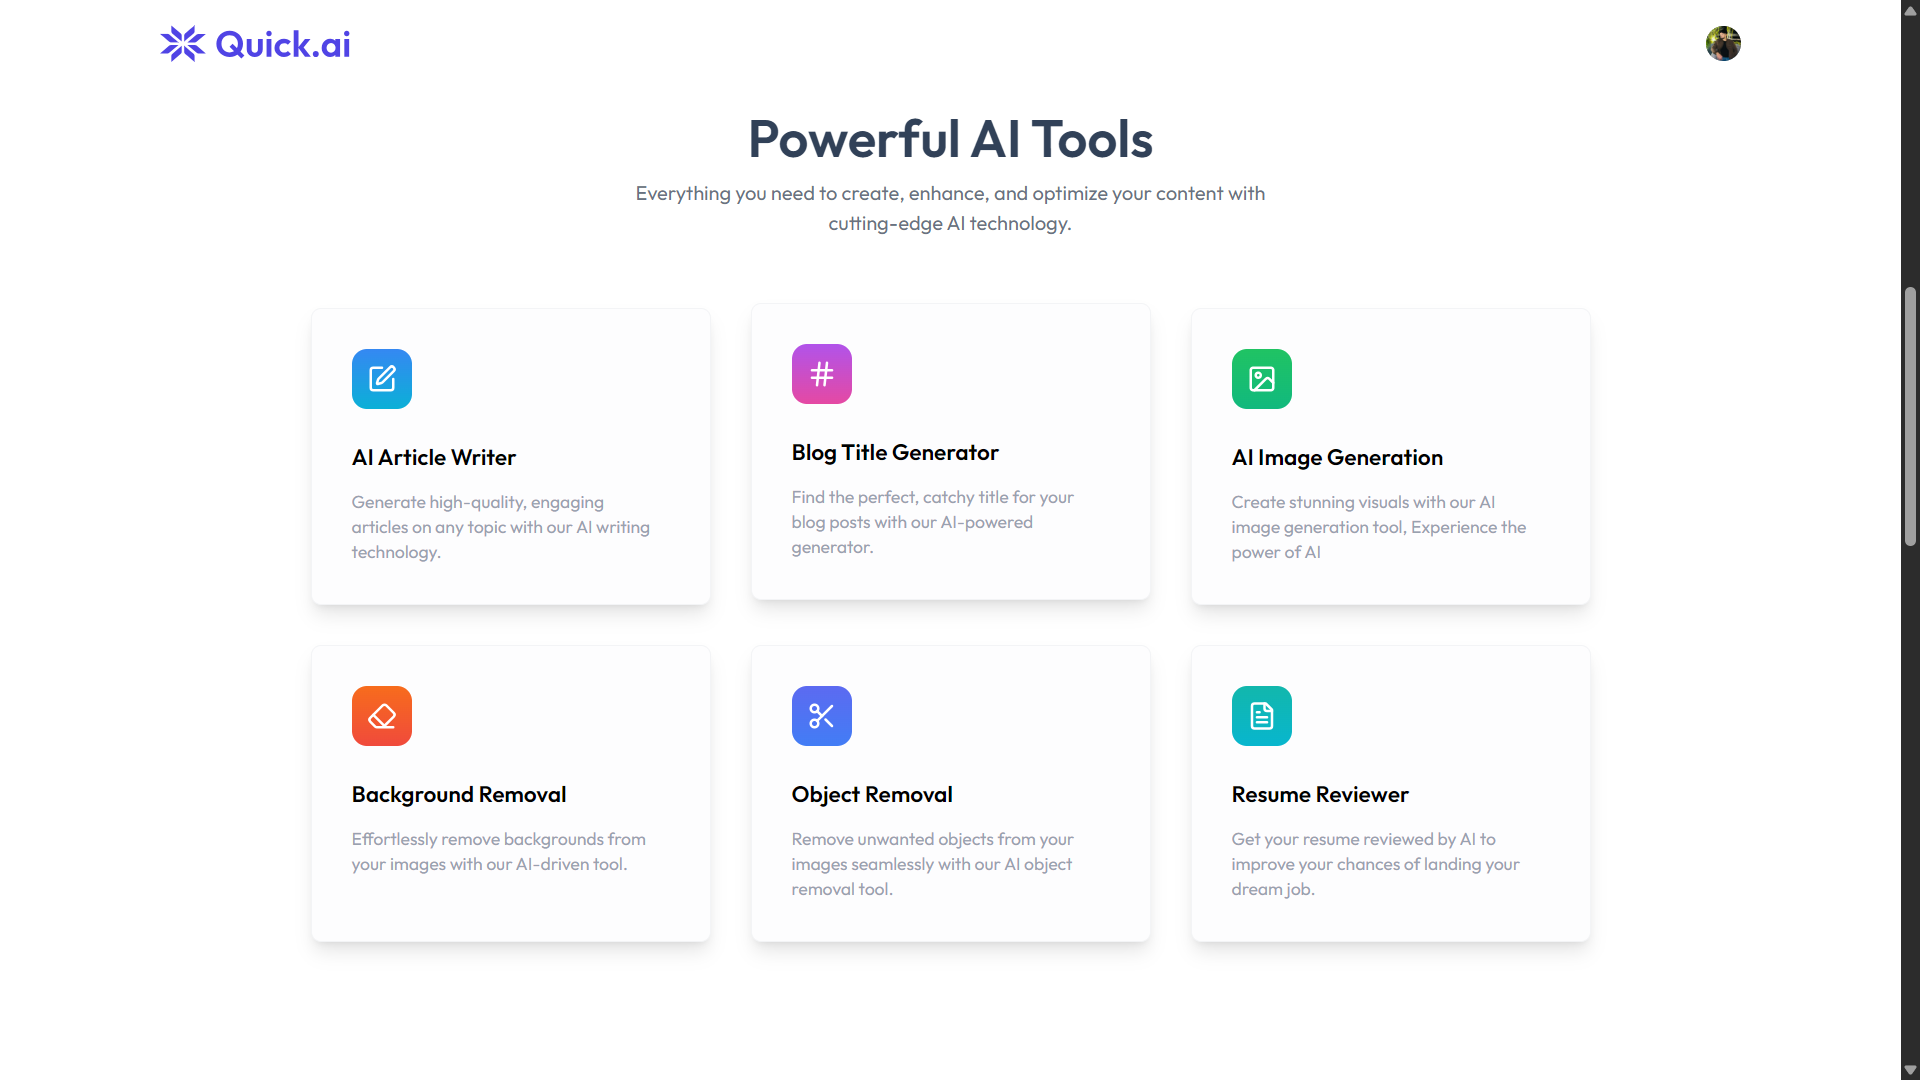 Quick.ai
Powerful AI Tools
Everything you need to create, enhance, and optimize your content with
cutting-edge AI technology.
AI Article Writer
Generate high-quality, engaging
articles on any topic with our AI writing
technology.
Blog Title Generator
Find the perfect, catchy title for your
blog posts with our AI-powered
generator.
AI Image Generation
Create stunning visuals with our AI
image generation tool, Experience the
power of AI
Background Removal
Effortlessly remove backgrounds from
your images with our AI-driven tool.
Object Removal
Remove unwanted objects from your
images seamlessly with our AI object
removal tool.
Resume Reviewer
Get your resume reviewed by AI to
improve your chances of landing your
dream job.